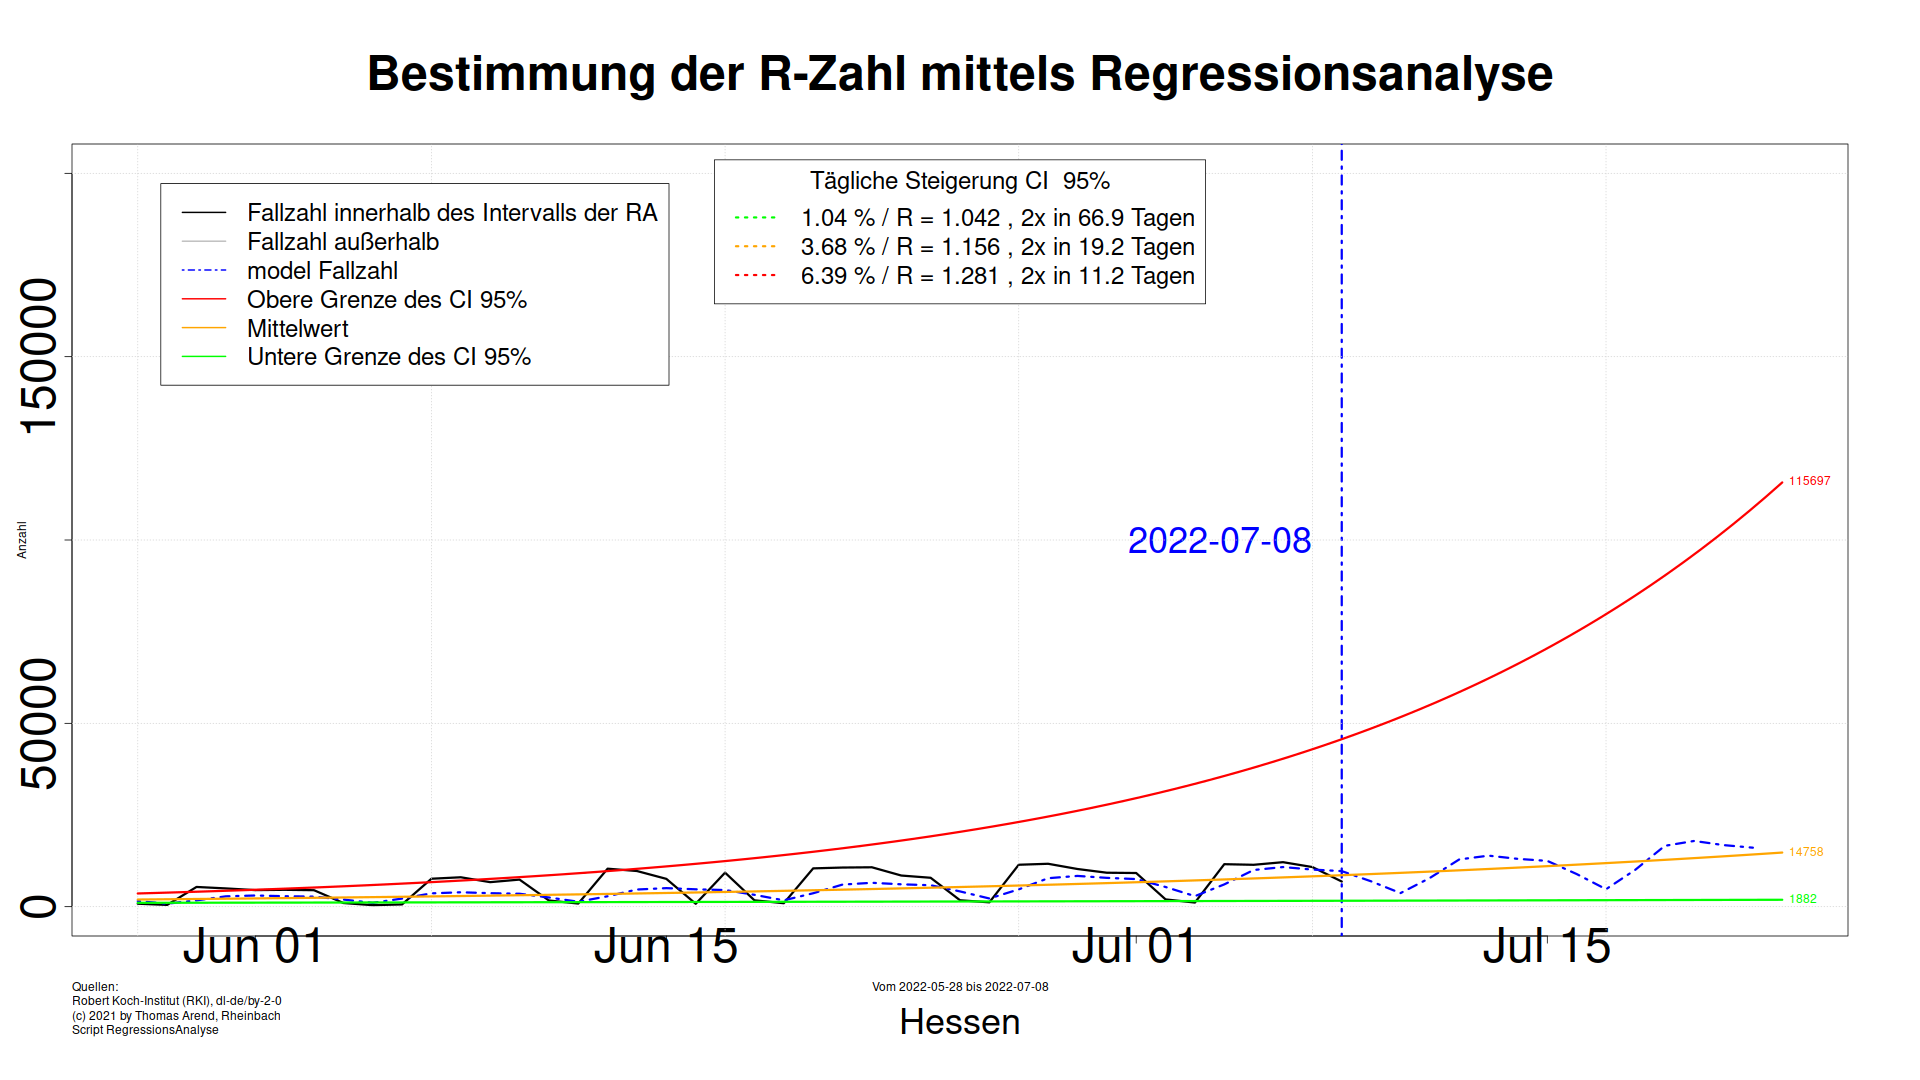 Bestimmung der R-Zahl mittels Regressionsanalyse
Fallzahl innerhalb des Intervalls der RA
Fallzahl außerhalb
model Fallzahl
Obere Grenze des CI 95%
Mittelwert
Untere Grenze des CI 95%
Tägliche Steigerung CI  95%
1.04 % / R = 1.042 , 2x in 66.9 Tagen
3.68 % / R = 1.156 , 2x in 19.2 Tagen
6.39 % / R = 1.281 , 2x in 11.2 Tagen
150000
50000
0
Anzahl
2022-07-08
115697
14758
1882
Jun 01
Jun 15
Jul 01
Jul 15
Quellen:
Robert Koch-Institut (RKI), dl-de/by-2-0
(c) 2021 by Thomas Arend, Rheinbach
Script RegressionsAnalyse
Vom 2022-05-28 bis 2022-07-08
Hessen